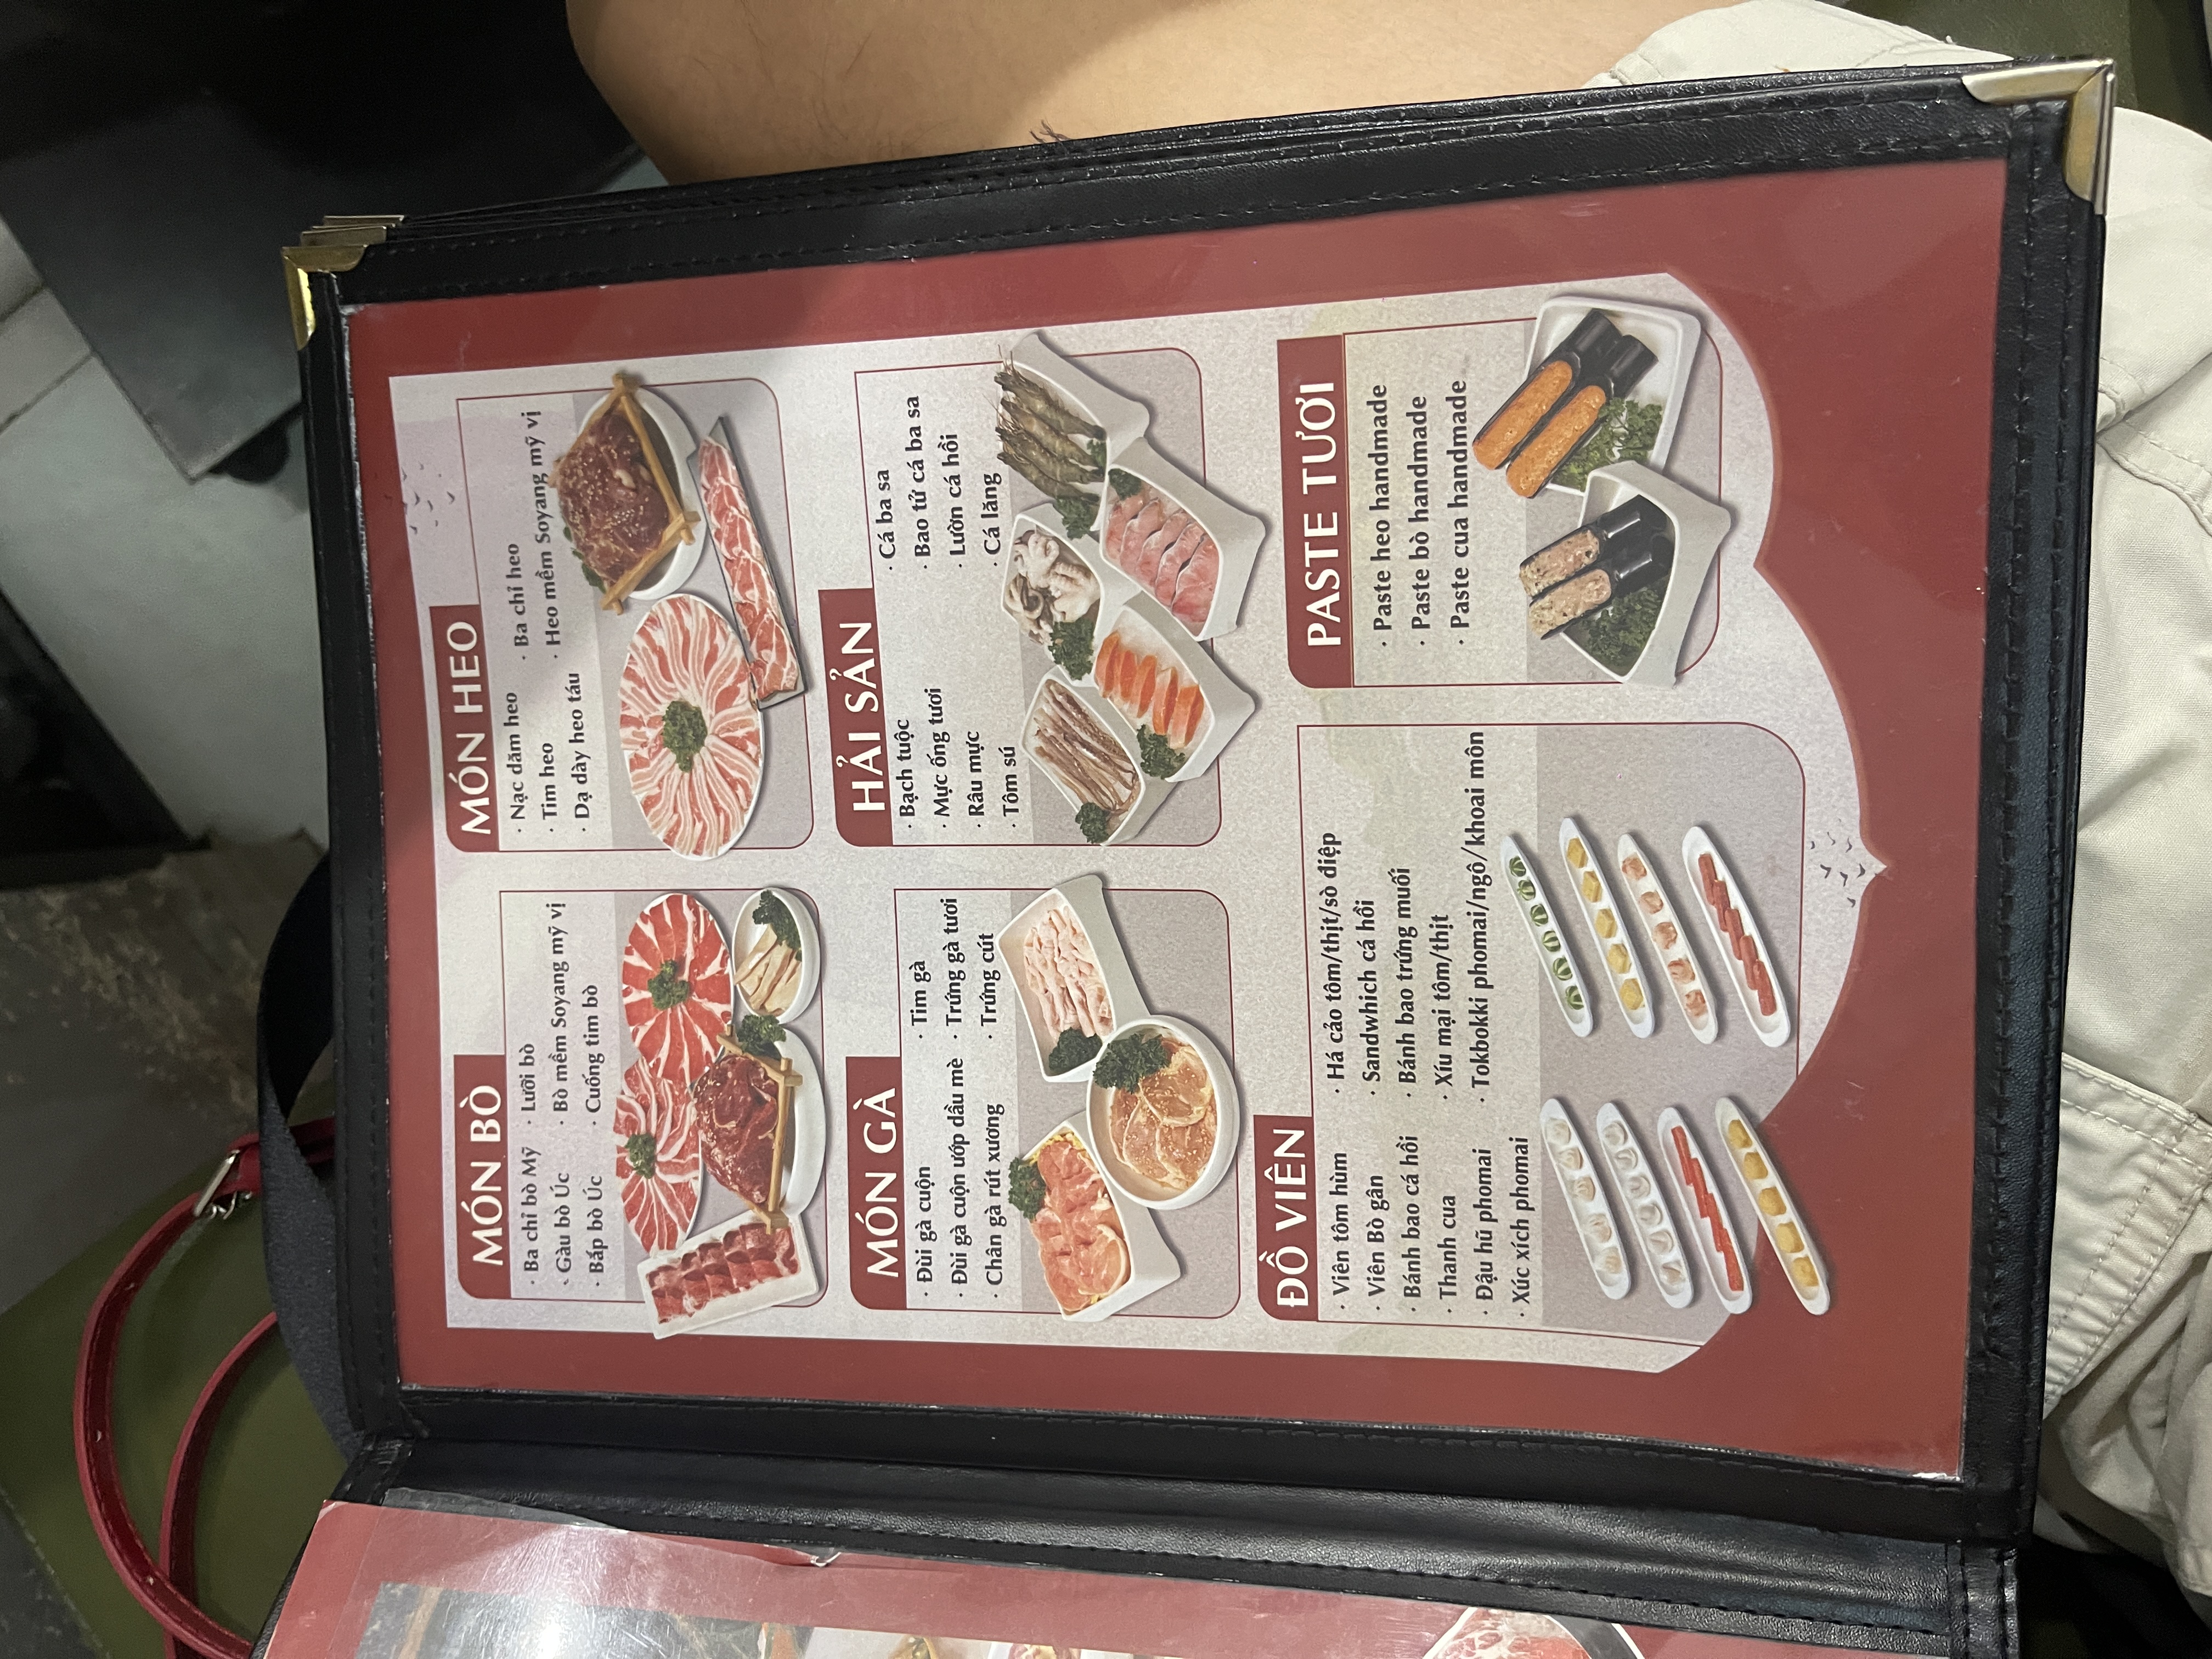 MÓN BÒ
· Ba chỉ bò Mỹ
· Gàu bò Úc
· Bắp bò Úc
· Lưỡi bò
· Bò mềm Soyang mỹ vị
· Cuống tim bò
MÓN HEO
· Nạc dăm heo
· Tim heo
· Dạ dày heo táu
· Ba chỉ heo
· Heo mềm Soyang mỹ vị
MÓN GÀ
· Đùi gà cuộn
· Đùi gà cuộn ướp dầu mè
· Chân gà rút xương
· Tim gà
· Trứng gà tươi
· Trứng cút
HẢI SẢN
· Bạch tuộc
· Mực ống tươi
· Râu mực
· Tôm sú
· Cá ba sa
· Bao tử cá ba sa
· Lườn cá hồi
· Cá lăng
ĐỒ VIÊN
· Viên tôm hùm
· Viên Bò gân
· Bánh bao cá hồi
· Thanh cua
· Đậu hũ phomai
· Xúc xích phomai
· Há cảo tôm/thịt/sò điệp
· Sandwhich cá hồi
· Bánh bao trứng muối
· Xíu mại tôm/thịt
· Tokbokki phomai/ngô/khoai môn
PASTE TƯƠI
· Paste heo handmade
· Paste bò handmade
· Paste cua handmade